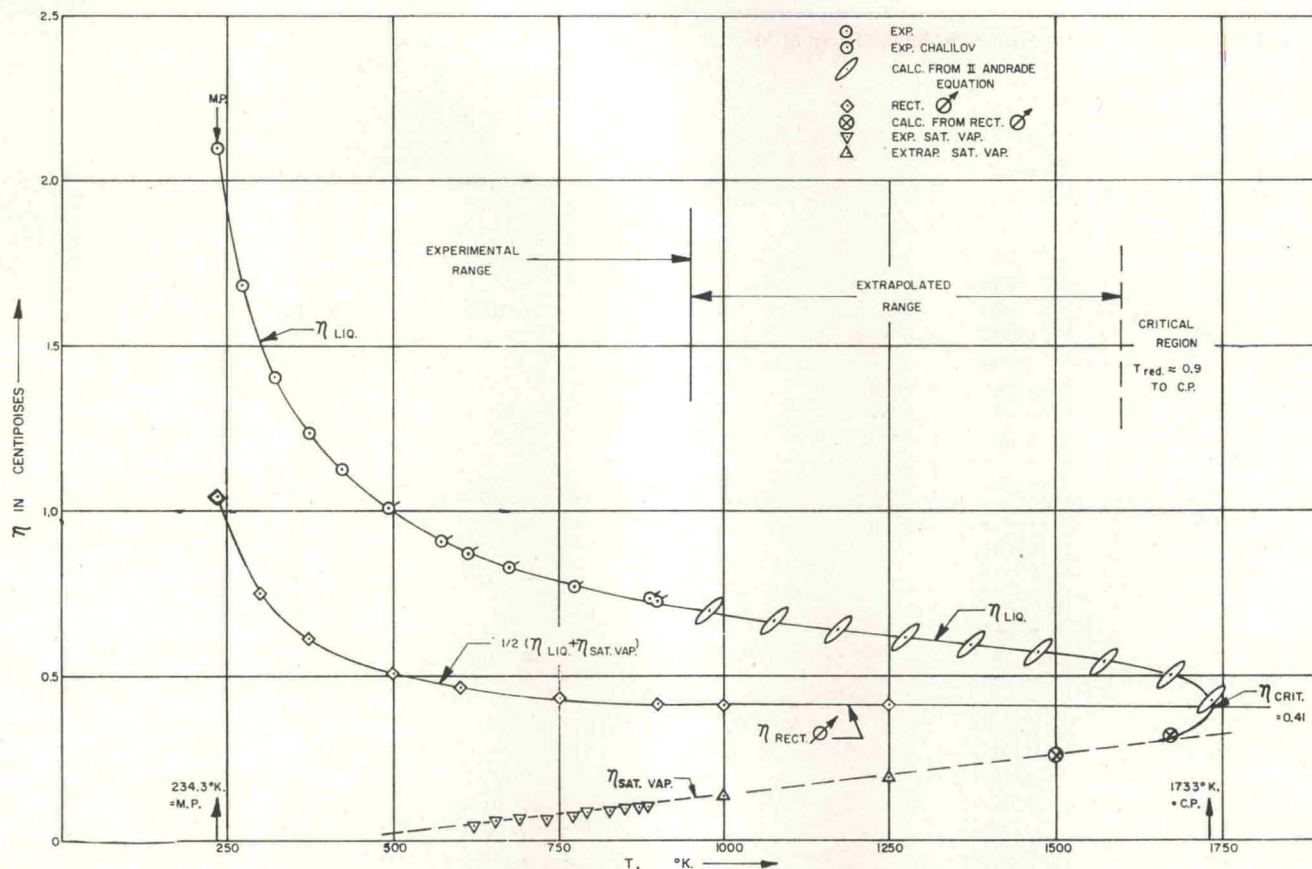 2.5
2.0
1.5
1.0
0.5
0
η IN CENTIPOISES
EXP.
EXP. CHALILOV
CALC. FROM II ANDRADE
EQUATION
RECT.
CALC. FROM RECT.
EXP. SAT. VAP.
EXTRAP. SAT. VAP.
M.P.
EXPERIMENTAL
RANGE
EXTRAPOLATED
RANGE
CRITICAL
REGION
T red. ≈ 0.9
TO C.P.
η LIQ.
η LIQ.
1/2 (η LIQ.+η SAT. VAP.)
η CRIT.
=0.41
η RECT.
η SAT. VAP.
234.3°K.
=M.P.
1733°K.
= C.P.
250
500
750
1000
1250
1500
1750
T, °K.